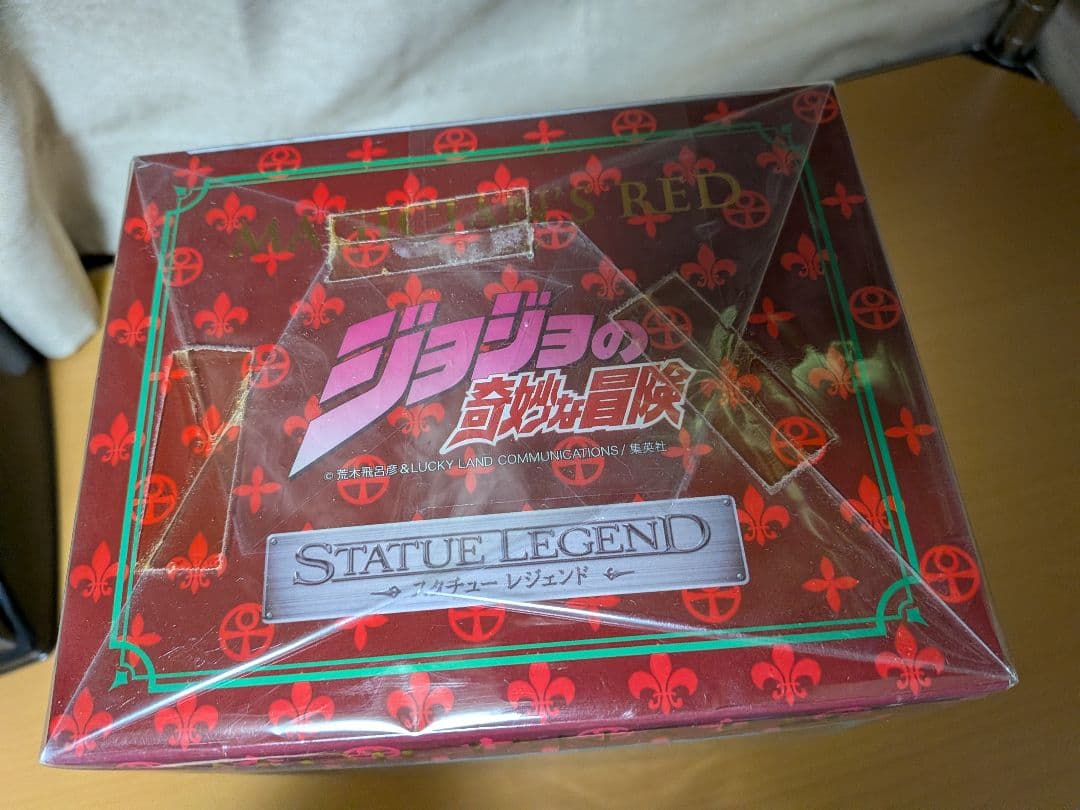 MAGICIAN'S RED
ジョジョの
奇妙な冒険
© 荒木飛呂彦&LUCKY LAND COMMUNICATIONS/集英社
STATUE LEGEND
スタチュー レジェンド